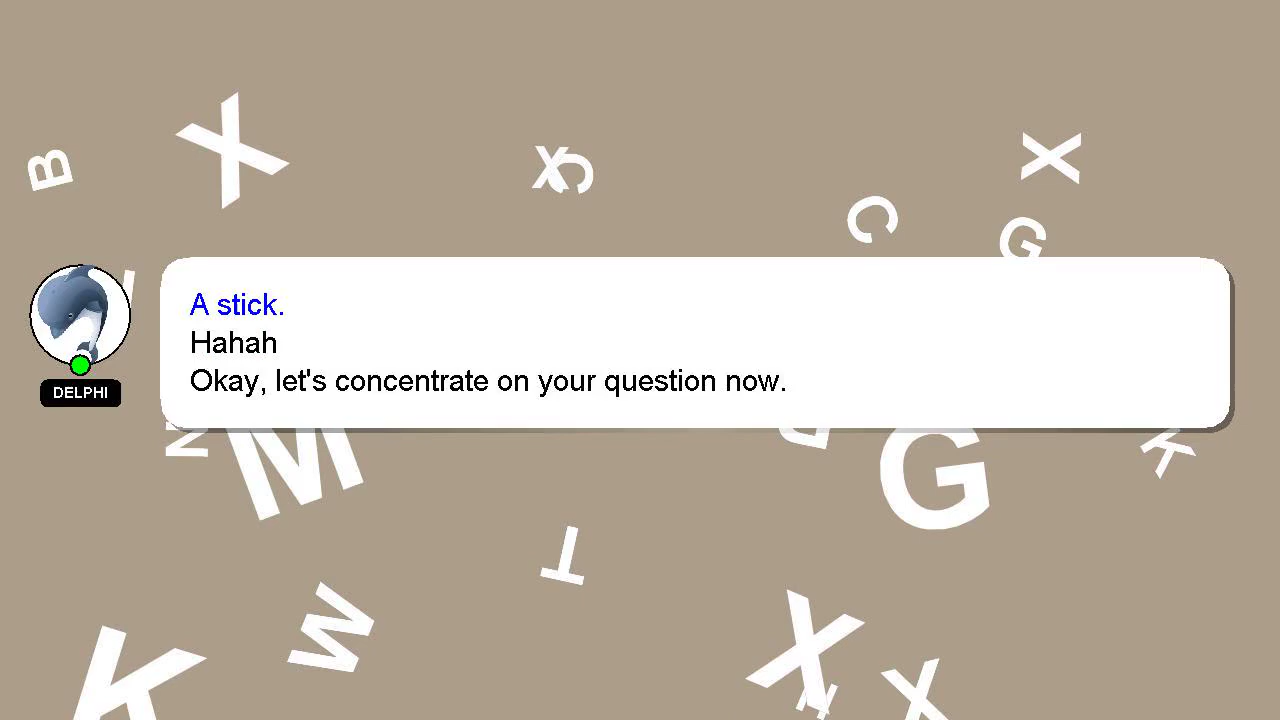 B
X
X
C
X
C
G
A stick.
Hahah
Okay, let's concentrate on your question now.
DELPHI
Z
M
D
G
K
T
W
X
K
X